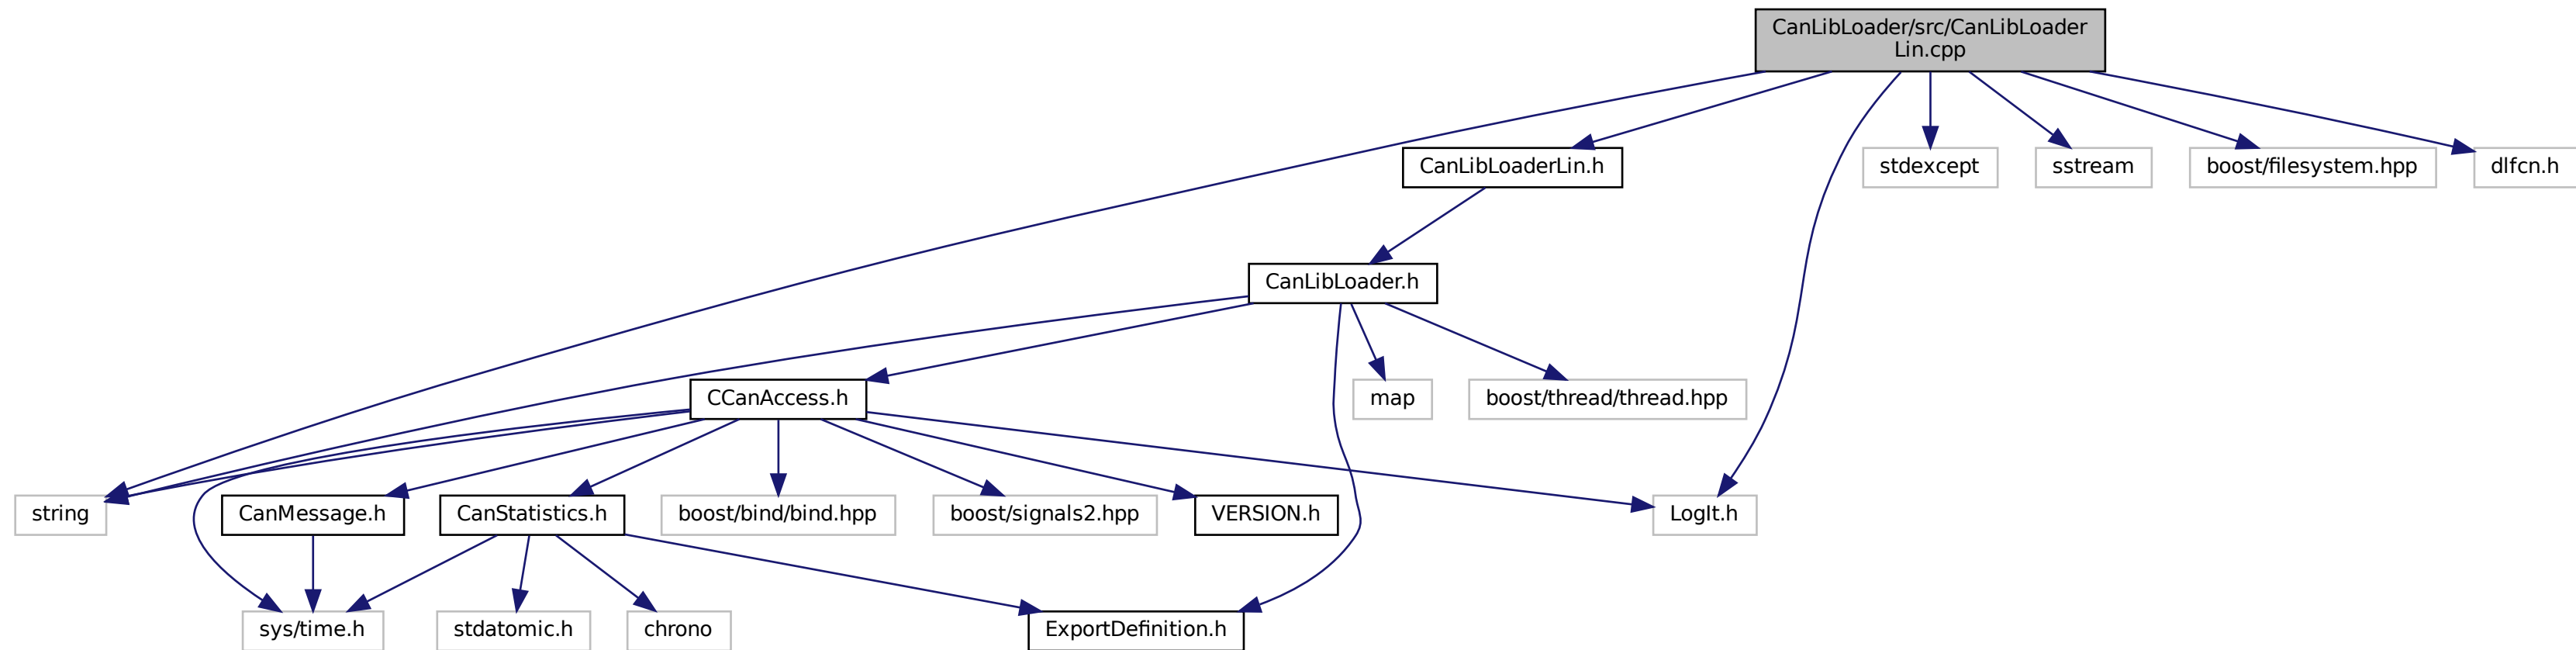 CanLibLoader/src/CanLibLoader
Lin.cpp
CanLibLoaderLin.h
stdexcept
sstream
boost/filesystem.hpp
dlfcn.h
CanLibLoader.h
CCanAccess.h
map
boost/thread/thread.hpp
string
CanMessage.h
CanStatistics.h
boost/bind/bind.hpp
boost/signals2.hpp
VERSION.h
LogIt.h
sys/time.h
stdatomic.h
chrono
ExportDefinition.h